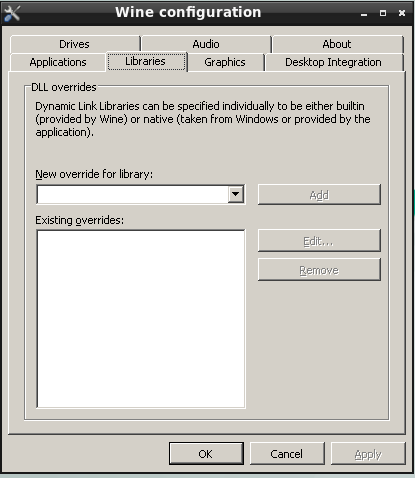 Wine configuration
Drives
Audio
About
Applications
Libraries
Graphics
Desktop Integration
DLL overrides
Dynamic Link Libraries can be specified individually to be either builtin
(provided by Wine) or native (taken from Windows or provided by the
application).
New override for library:
Add
Existing overrides:
Edit...
Remove
OK
Cancel
Apply